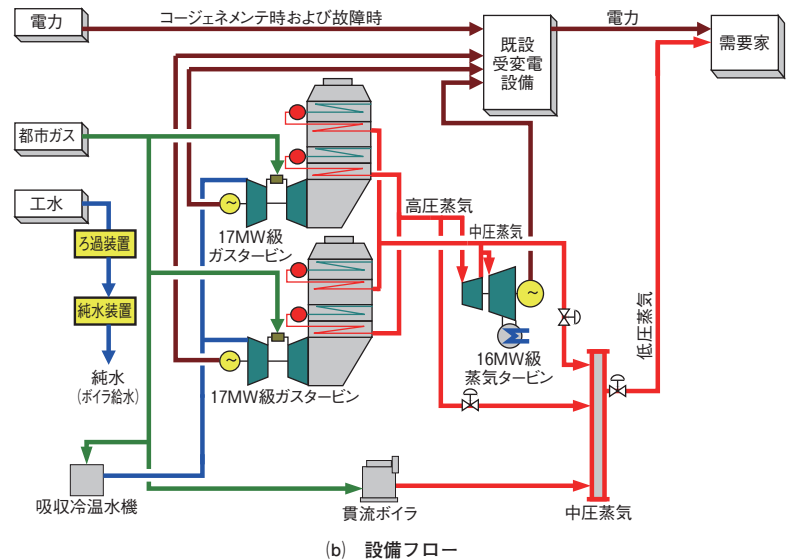 電力
コージェネメンテ時および故障時
既設
受変電
設備
電力
需要家
都市ガス
工水
ろ過装置
純水装置
純水
(ボイラ給水)
17MW級
ガスタービン
17MW級ガスタービン
高圧蒸気
中圧蒸気
16MW級
蒸気タービン
低圧蒸気
吸収冷温水機
貫流ボイラ
中圧蒸気
~
~
~
(b) 設備フロー